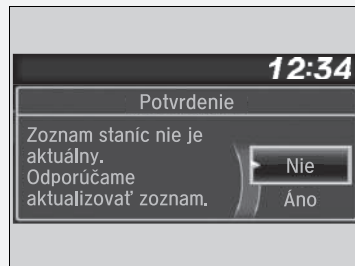 12:34
Potvrdenie
Zoznam staníc nie je
aktuálny.
Odporúčame
aktualizovať zoznam.
Nie
Áno